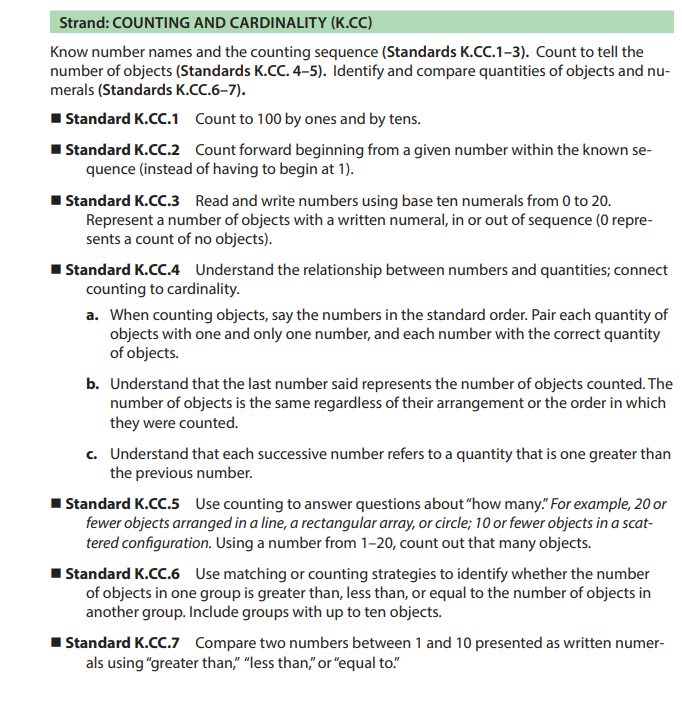 Strand: COUNTING AND CARDINALITY (K.CC)
Know number names and the counting sequence (Standards K.CC.1–3). Count to tell the
number of objects (Standards K.CC. 4–5). Identify and compare quantities of objects and nu-
merals (Standards K.CC.6–7).
■ Standard K.CC.1 Count to 100 by ones and by tens.
■ Standard K.CC.2 Count forward beginning from a given number within the known se-
quence (instead of having to begin at 1).
■ Standard K.CC.3 Read and write numbers using base ten numerals from 0 to 20.
Represent a number of objects with a written numeral, in or out of sequence (0 repre-
sents a count of no objects).
■ Standard K.CC.4 Understand the relationship between numbers and quantities; connect
counting to cardinality.
a. When counting objects, say the numbers in the standard order. Pair each quantity of
objects with one and only one number, and each number with the correct quantity
of objects.
b. Understand that the last number said represents the number of objects counted. The
number of objects is the same regardless of their arrangement or the order in which
they were counted.
c. Understand that each successive number refers to a quantity that is one greater than
the previous number.
■ Standard K.CC.5 Use counting to answer questions about “how many.” For example, 20 or
fewer objects arranged in a line, a rectangular array, or circle; 10 or fewer objects in a scat-
tered configuration. Using a number from 1–20, count out that many objects.
■ Standard K.CC.6 Use matching or counting strategies to identify whether the number
of objects in one group is greater than, less than, or equal to the number of objects in
another group. Include groups with up to ten objects.
■ Standard K.CC.7 Compare two numbers between 1 and 10 presented as written numer-
als using “greater than,” “less than,” or “equal to.”